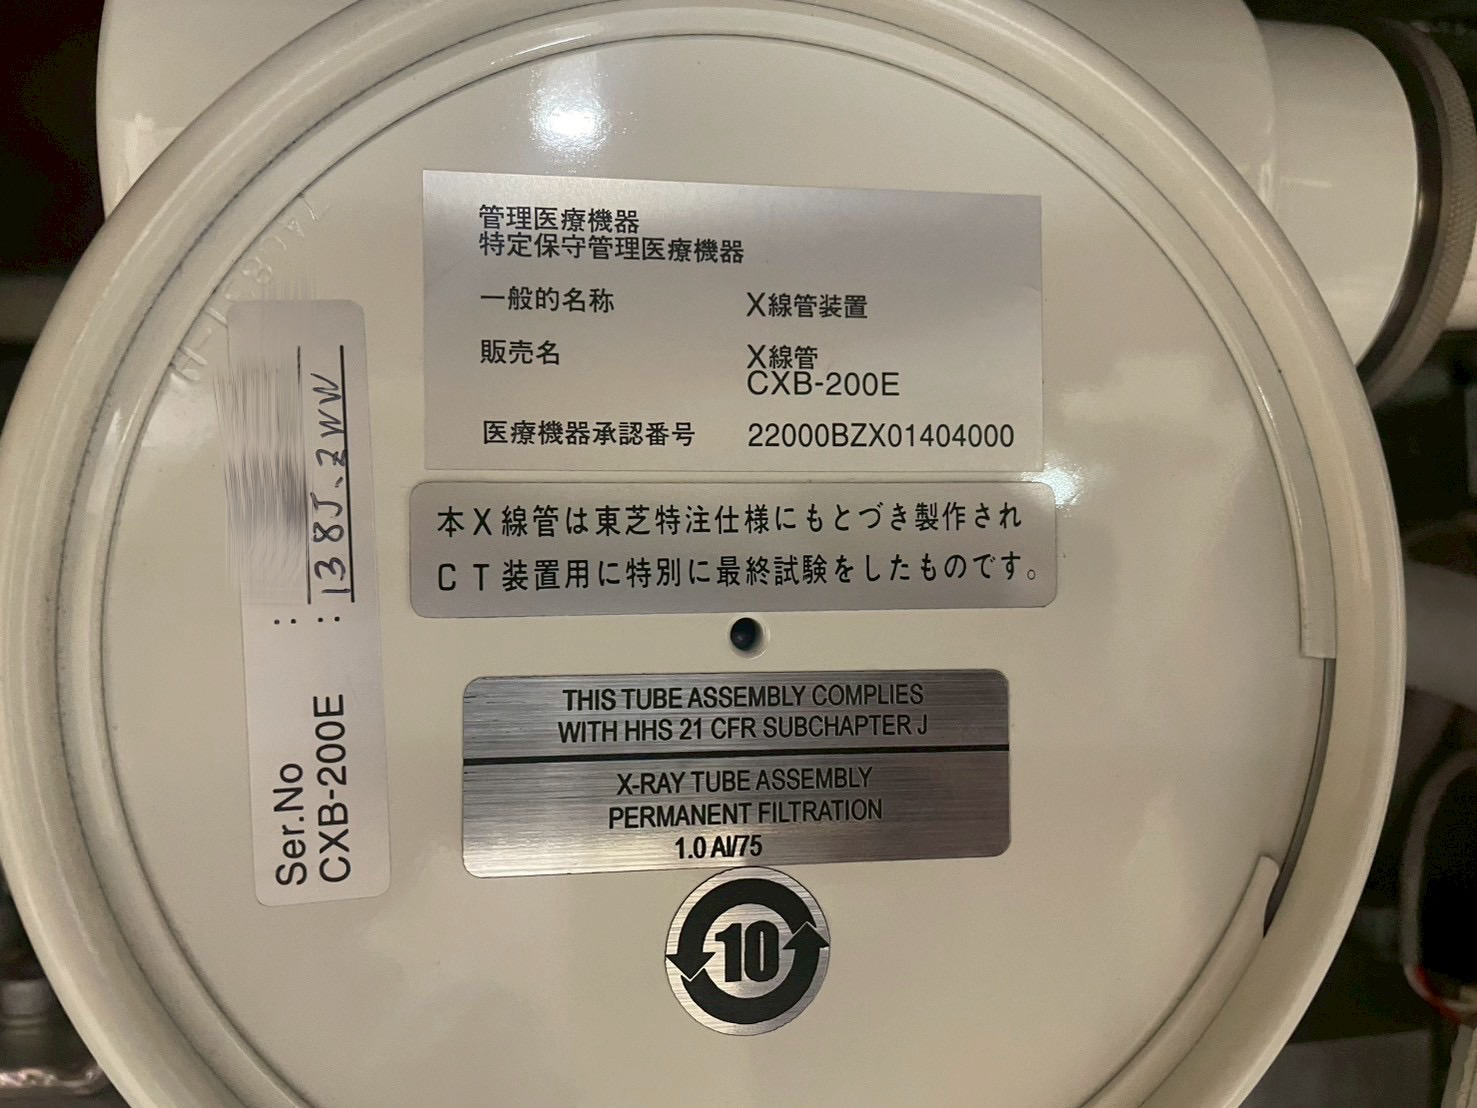 管理医療機器
特定保守管理医療機器
一般的名称 X線管装置
販売名 X線管
CXB-200E
医療機器承認番号 22000BZX01404000
本X線管は東芝特注仕様にもとづき製作され
CT装置用に特別に最終試験をしたものです。
THIS TUBE ASSEMBLY COMPLIES
WITH HHS 21 CFR SUBCHAPTER J
X-RAY TUBE ASSEMBLY
PERMANENT FILTRATION
1.0 Al/75
10
Ser.No :
CXB-200E :